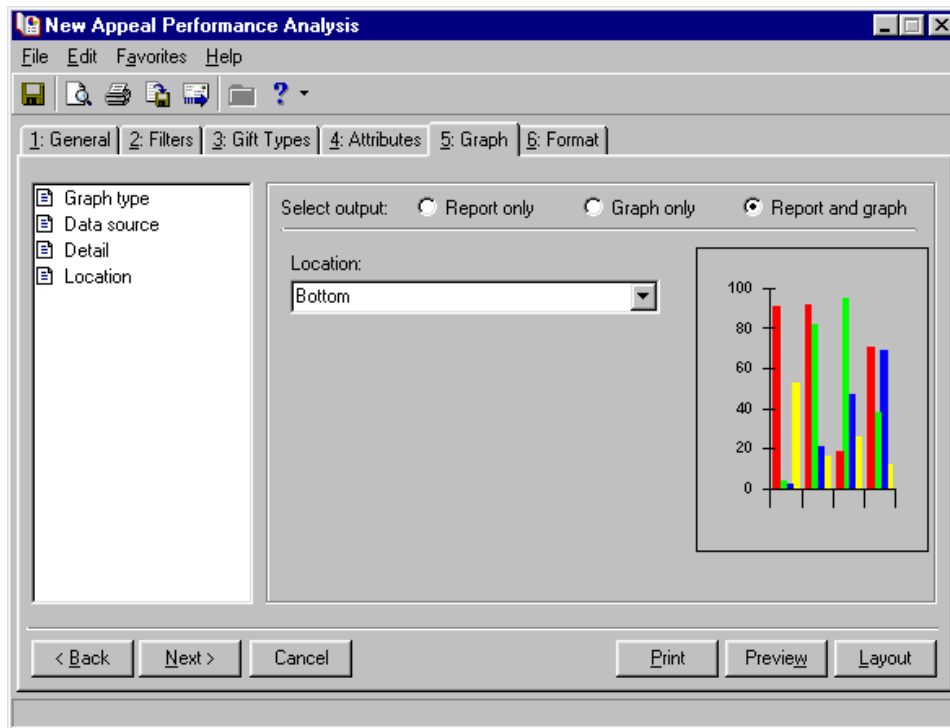 New Appeal Performance Analysis
File Edit Favorites Help
?
1: General 2: Filters 3: Gift Types 4: Attributes 5: Graph 6: Format
Graph type
Data source
Detail
Location
Select output: Report only Graph only Report and graph
Location:
Bottom
100
80
60
40
20
0
< Back Next > Cancel Print Preview Layout